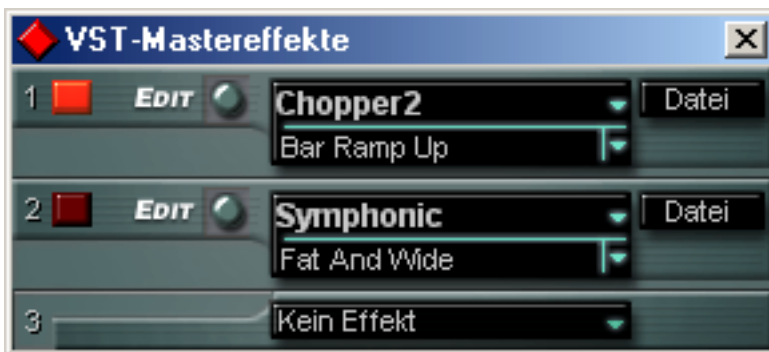 VST-Mastereffekte
1 EDIT Chopper2 Datei
Bar Ramp Up
2 EDIT Symphonic Datei
Fat And Wide
3 Kein Effekt